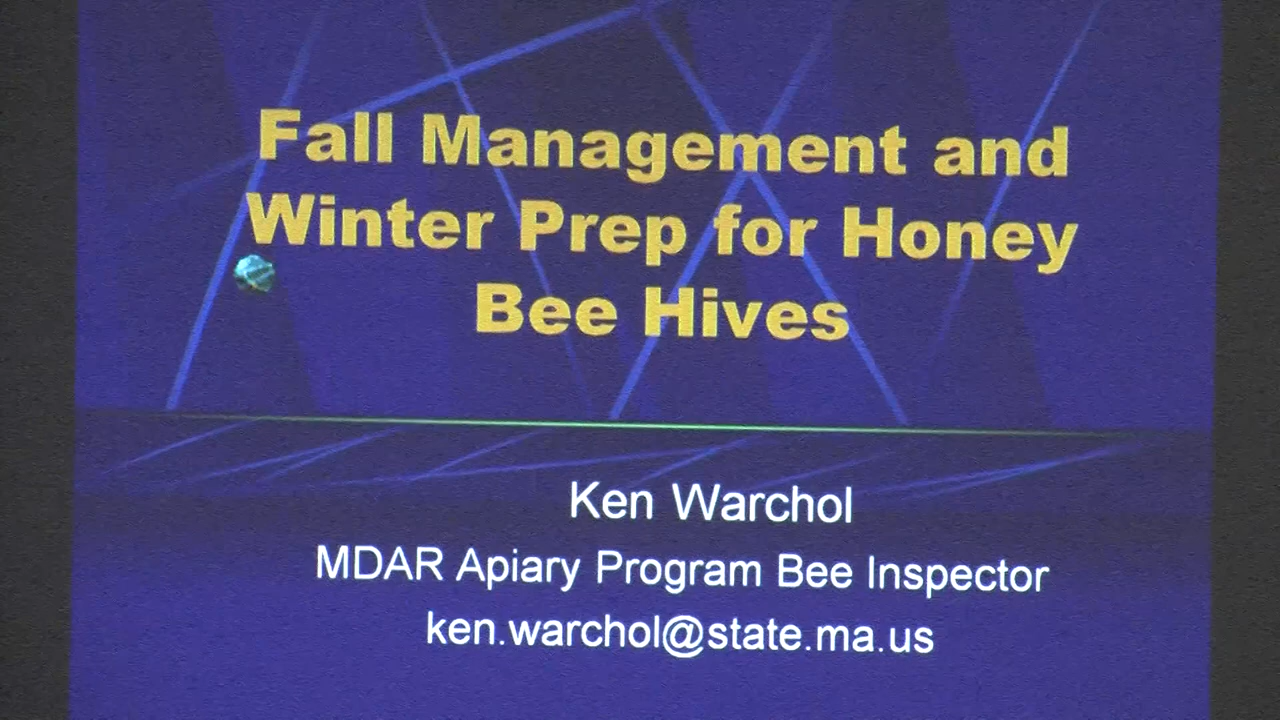 Fall Management and
Winter Prep for Honey
Bee Hives
Ken Warchol
MDAR Apiary Program Bee Inspector
ken.warchol@state.ma.us